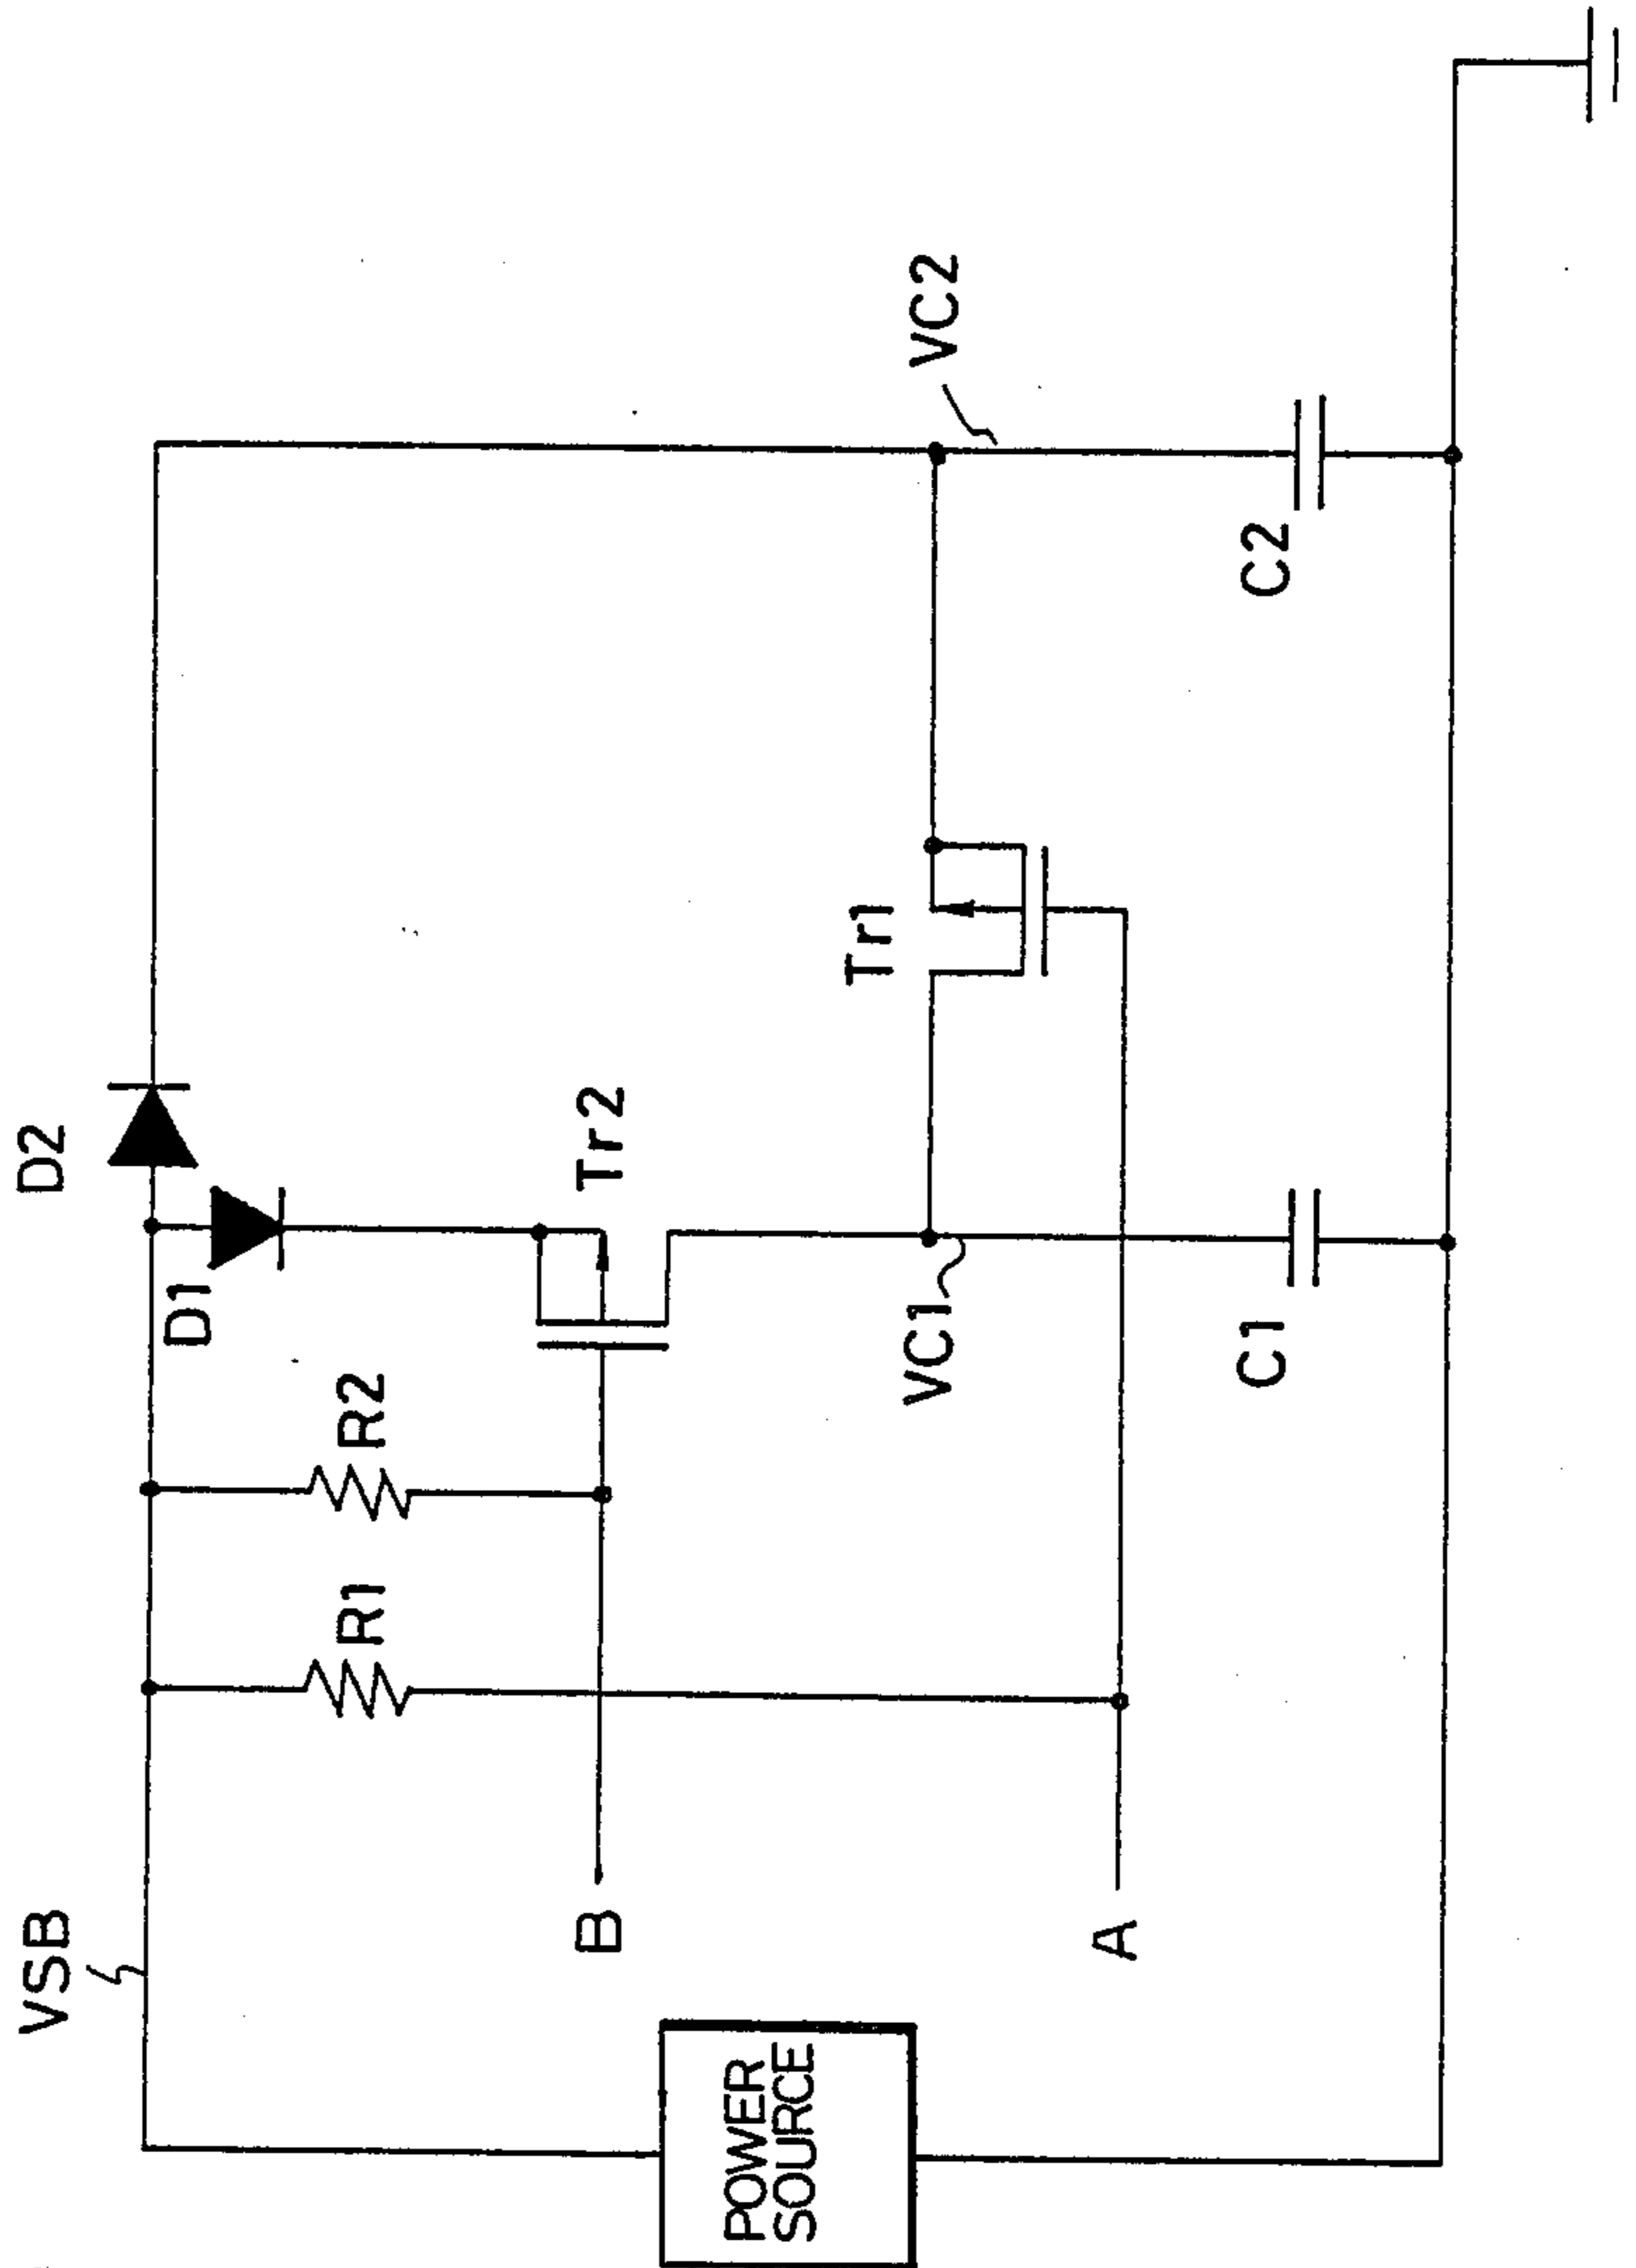 VSB
D2
R1
R2
D1
Tr2
B
Tr1
VC2
VC1
A
POWER
SOURCE
C1
C2